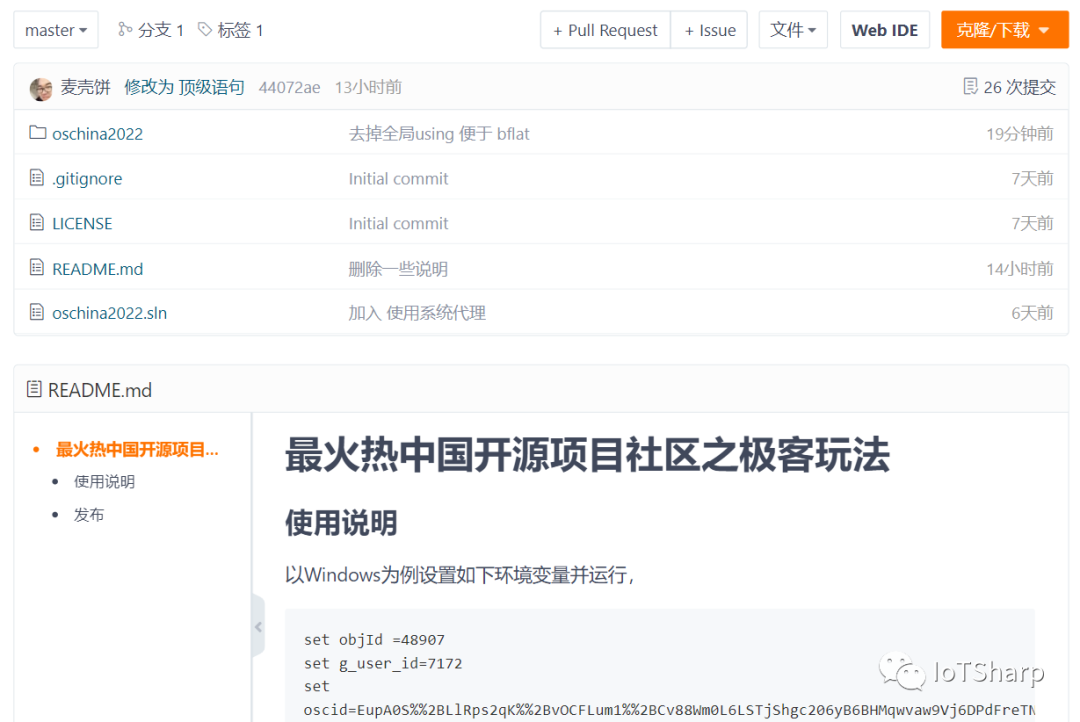 master 分支 1 标签 1 + Pull Request + Issue 文件 Web IDE 克隆/下载
麦壳饼 修改为 顶级语句 44072ae 13小时前 26 次提交
oschina2022 去掉全局using 便于 bflat 19分钟前
.gitignore Initial commit 7天前
LICENSE Initial commit 7天前
README.md 删除一些说明 14小时前
oschina2022.sln 加入 使用系统代理 6天前
README.md
最火热中国开源项目...
使用说明
发布
最火热中国开源项目社区之极客玩法
使用说明
以Windows为例设置如下环境变量并运行，
set objId =48907
set g_user_id=7172
set
oscid=EupA0S%%2BLlRps2qK%%2BvOCFLum1%%2BCv88Wm0L6LSTjShgc206yB6BHMqwvaw9Vj6DPdFreTN
IoTSharp